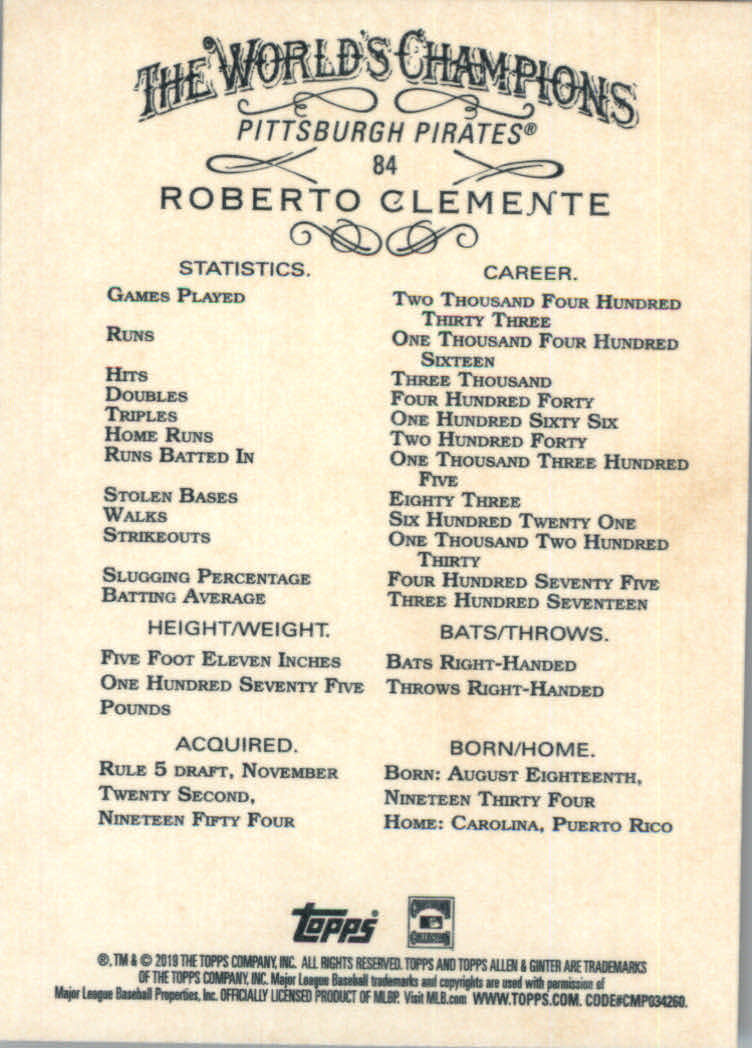 THE WORLD'S CHAMPIONS
PITTSBURGH PIRATES®
84
ROBERTO CLEMENTE
STATISTICS. CAREER.
GAMES PLAYED TWO THOUSAND FOUR HUNDRED
THIRTY THREE
RUNS ONE THOUSAND FOUR HUNDRED
SIXTEEN
HITS THREE THOUSAND
DOUBLES FOUR HUNDRED FORTY
TRIPLES ONE HUNDRED SIXTY SIX
HOME RUNS TWO HUNDRED FORTY
RUNS BATTED IN ONE THOUSAND THREE HUNDRED
FIVE
STOLEN BASES EIGHTY THREE
WALKS SIX HUNDRED TWENTY ONE
STRIKEOUTS ONE THOUSAND TWO HUNDRED
THIRTY
SLUGGING PERCENTAGE FOUR HUNDRED SEVENTY FIVE
BATTING AVERAGE THREE HUNDRED SEVENTEEN
HEIGHT/WEIGHT. BATS/THROWS.
FIVE FOOT ELEVEN INCHES BATS RIGHT-HANDED
ONE HUNDRED SEVENTY FIVE THROWS RIGHT-HANDED
POUNDS
ACQUIRED. BORN/HOME.
RULE 5 DRAFT, NOVEMBER BORN: AUGUST EIGHTEENTH,
TWENTY SECOND, NINETEEN THIRTY FOUR
NINETEEN FIFTY FOUR HOME: CAROLINA, PUERTO RICO
topps®
®, TM & © 2019 THE TOPPS COMPANY, INC. ALL RIGHTS RESERVED. TOPPS AND TOPPS ALLEN & GINTER ARE TRADEMARKS
OF THE TOPPS COMPANY, INC. Major League Baseball trademarks and copyrights are used with permission of
Major League Baseball Properties, Inc. OFFICIALLY LICENSED PRODUCT OF MLBP. Visit MLB.com WWW.TOPPS.COM. CODE#CMP034260.